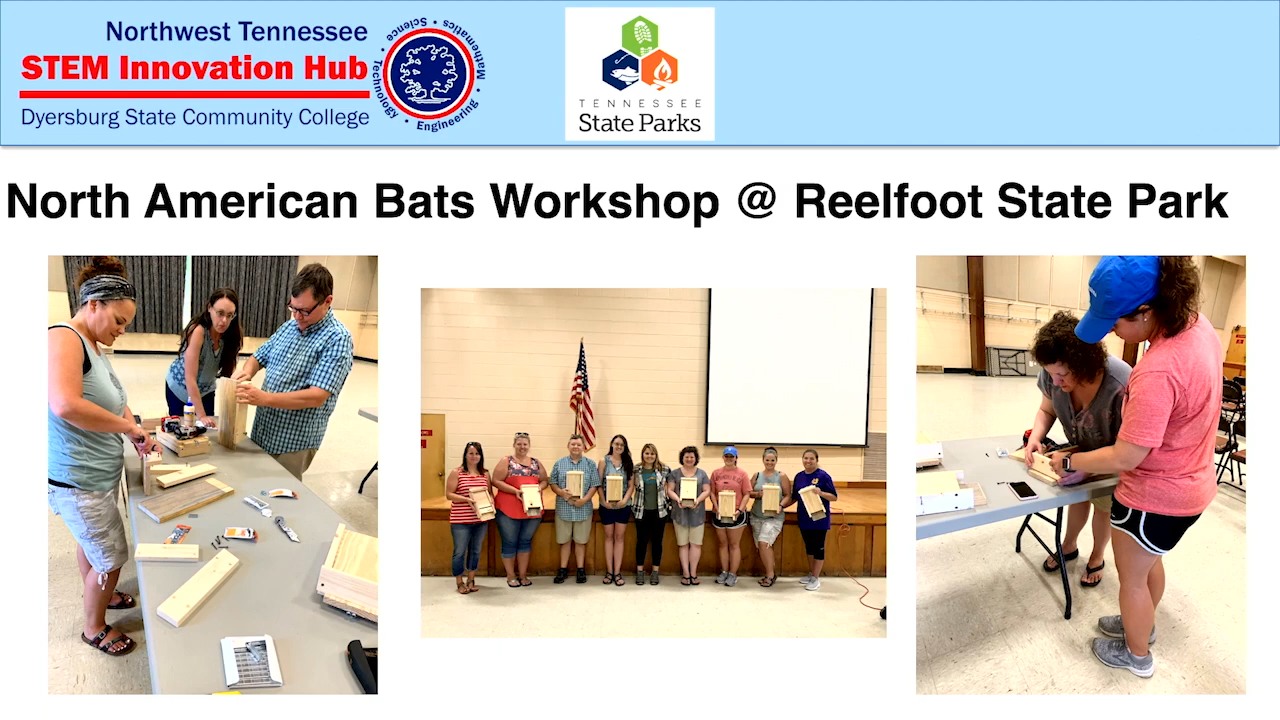 Northwest Tennessee
STEM Innovation Hub
Dyersburg State Community College
Science • Mathematics • Engineering • Technology •
TENNESSEE
State Parks
North American Bats Workshop @ Reelfoot State Park